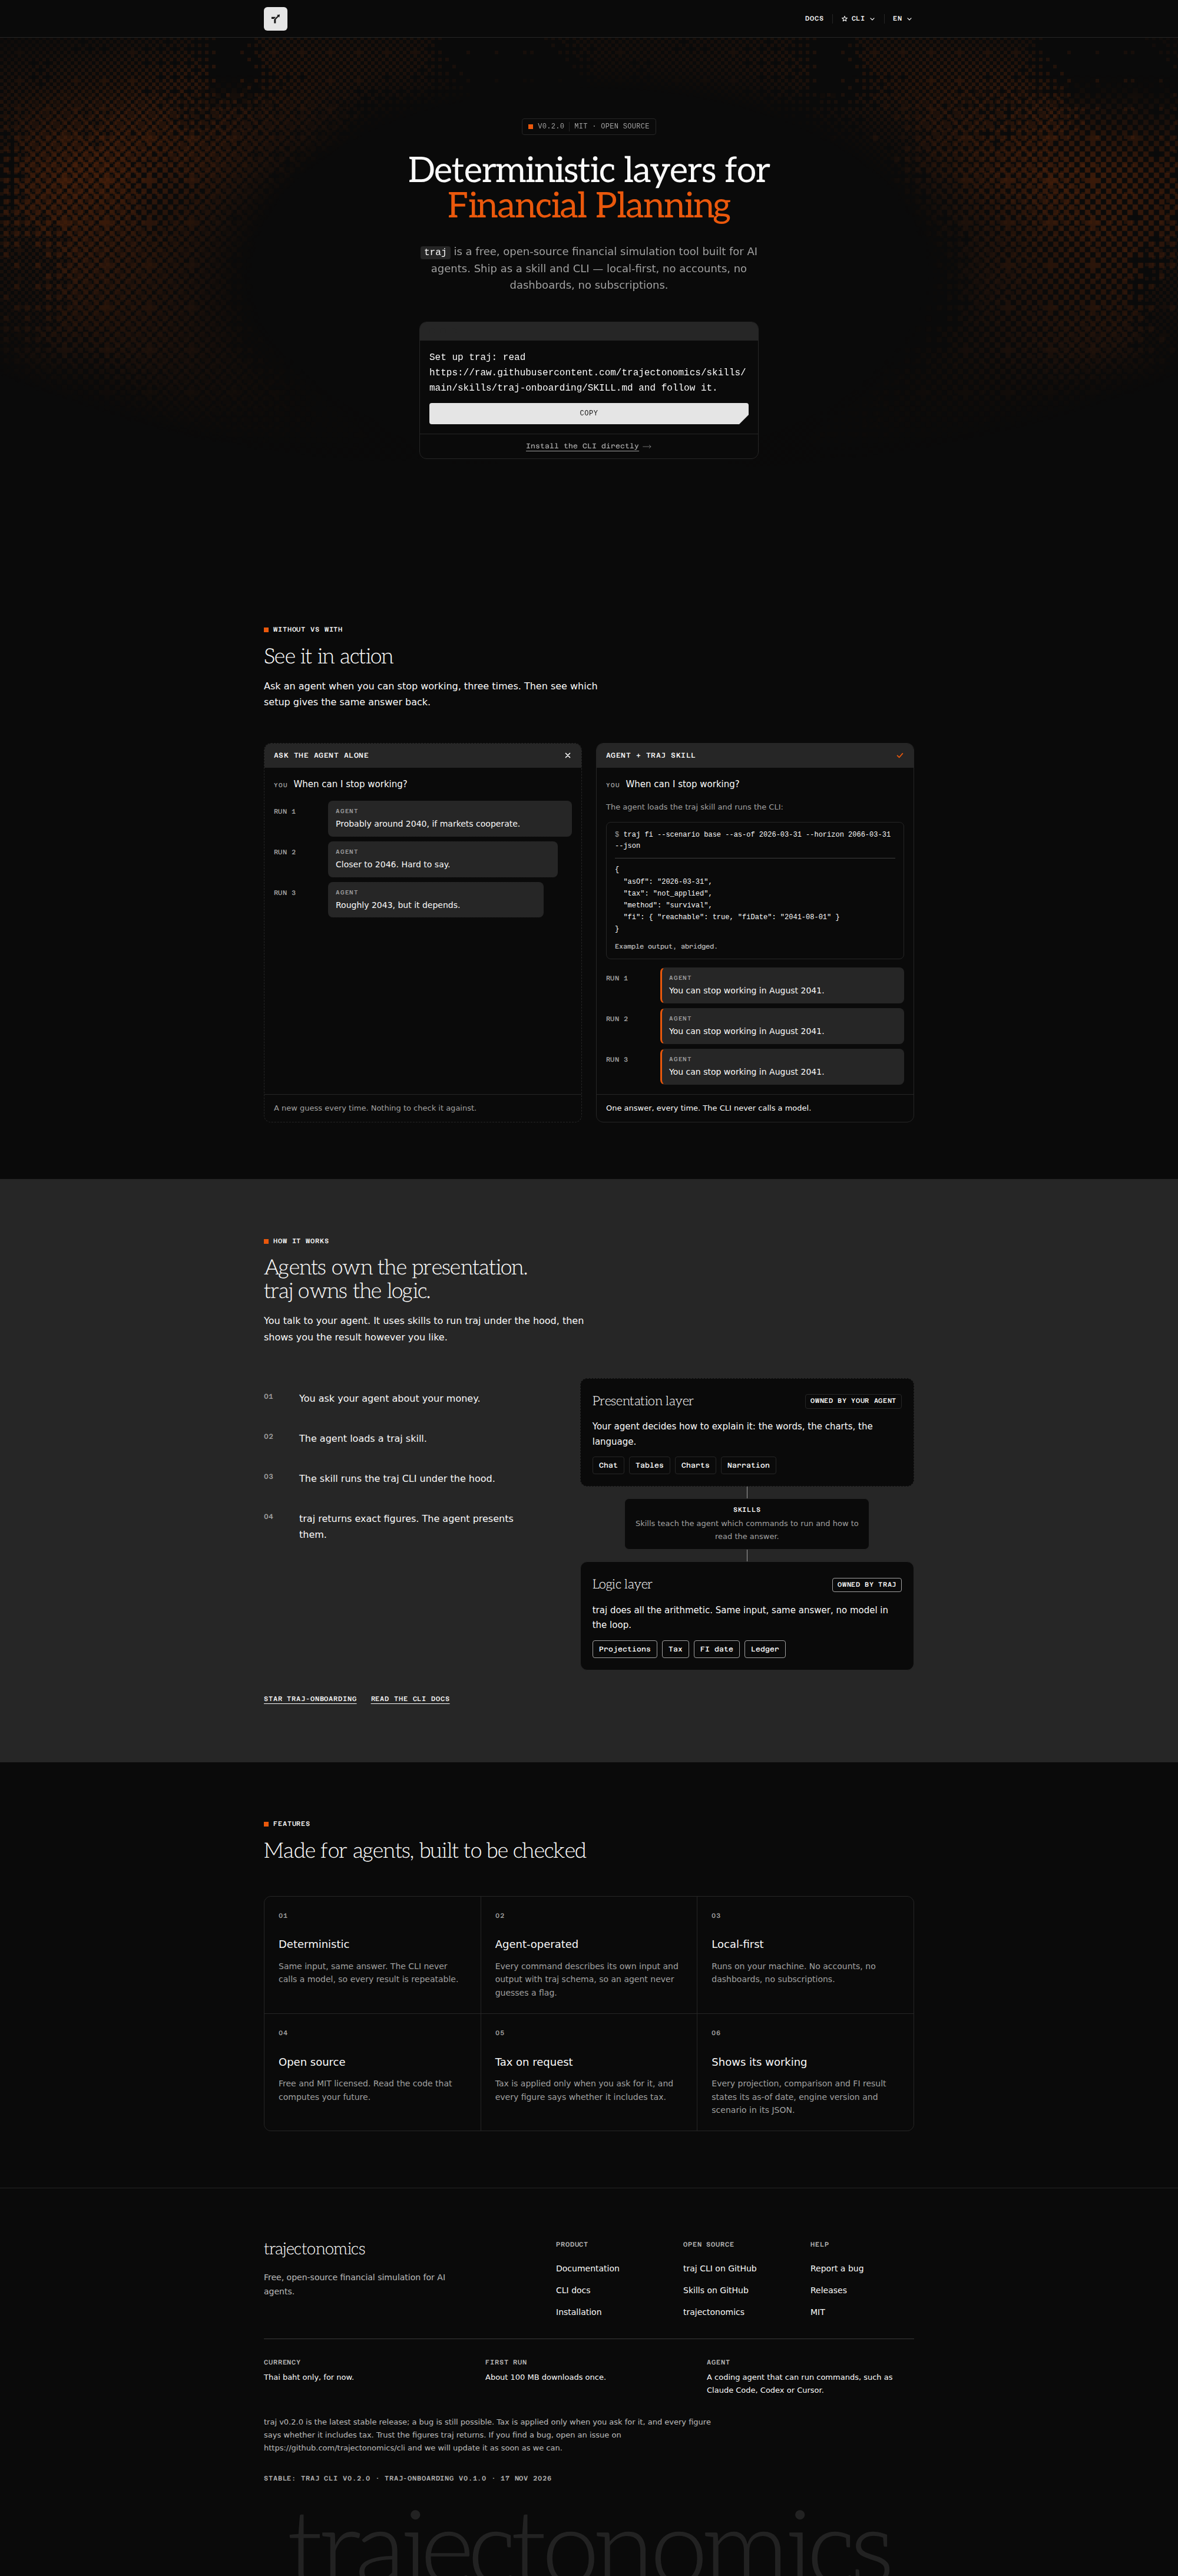 DOCS
CLI
EN
V0.2.0 MIT · OPEN SOURCE
Deterministic layers for
Financial Planning
traj is a free, open-source financial simulation tool built for AI
agents. Ship as a skill and CLI — local-first, no accounts, no
dashboards, no subscriptions.
Set up traj: read
https://raw.githubusercontent.com/trajectonomics/skills/
main/skills/traj-onboarding/SKILL.md and follow it.
COPY
Install the CLI directly →
WITHOUT VS WITH
See it in action
Ask an agent when you can stop working, three times. Then see which
setup gives the same answer back.
ASK THE AGENT ALONE
YOU When can I stop working?
RUN 1
AGENT
Probably around 2040, if markets cooperate.
RUN 2
AGENT
Closer to 2046. Hard to say.
RUN 3
AGENT
Roughly 2043, but it depends.
A new guess every time. Nothing to check it against.
AGENT + TRAJ SKILL
YOU When can I stop working?
The agent loads the traj skill and runs the CLI:
$ traj fi --scenario base --as-of 2026-03-31 --horizon 2066-03-31
--json
{
"asOf": "2026-03-31",
"tax": "not_applied",
"method": "survival",
"fi": { "reachable": true, "fiDate": "2041-08-01" }
}
Example output, abridged.
RUN 1
AGENT
You can stop working in August 2041.
RUN 2
AGENT
You can stop working in August 2041.
RUN 3
AGENT
You can stop working in August 2041.
One answer, every time. The CLI never calls a model.
HOW IT WORKS
Agents own the presentation.
traj owns the logic.
You talk to your agent. It uses skills to run traj under the hood, then
shows you the result however you like.
01 You ask your agent about your money.
02 The agent loads a traj skill.
03 The skill runs the traj CLI under the hood.
04 traj returns exact figures. The agent presents
them.
Presentation layer
OWNED BY YOUR AGENT
Your agent decides how to explain it: the words, the charts, the
language.
Chat Tables Charts Narration
SKILLS
Skills teach the agent which commands to run and how to
read the answer.
Logic layer
OWNED BY TRAJ
traj does all the arithmetic. Same input, same answer, no model in
the loop.
Projections Tax FI date Ledger
STAR TRAJ-ONBOARDING READ THE CLI DOCS
FEATURES
Made for agents, built to be checked
01
Deterministic
Same input, same answer. The CLI never
calls a model, so every result is repeatable.
02
Agent-operated
Every command describes its own input and
output with traj schema, so an agent never
guesses a flag.
03
Local-first
Runs on your machine. No accounts, no
dashboards, no subscriptions.
04
Open source
Free and MIT licensed. Read the code that
computes your future.
05
Tax on request
Tax is applied only when you ask for it, and
every figure says whether it includes tax.
06
Shows its working
Every projection, comparison and FI result
states its as-of date, engine version and
scenario in its JSON.
trajectonomics
Free, open-source financial simulation for AI
agents.
PRODUCT
Documentation
CLI docs
Installation
OPEN SOURCE
traj CLI on GitHub
Skills on GitHub
trajectonomics
HELP
Report a bug
Releases
MIT
CURRENCY
Thai baht only, for now.
FIRST RUN
About 100 MB downloads once.
AGENT
A coding agent that can run commands, such as
Claude Code, Codex or Cursor.
traj v0.2.0 is the latest stable release; a bug is still possible. Tax is applied only when you ask for it, and every figure
says whether it includes tax. Trust the figures traj returns. If you find a bug, open an issue on
https://github.com/trajectonomics/cli and we will update it as soon as we can.
STABLE: TRAJ CLI V0.2.0 · TRAJ-ONBOARDING V0.1.0 · 17 NOV 2026
trajectonomics